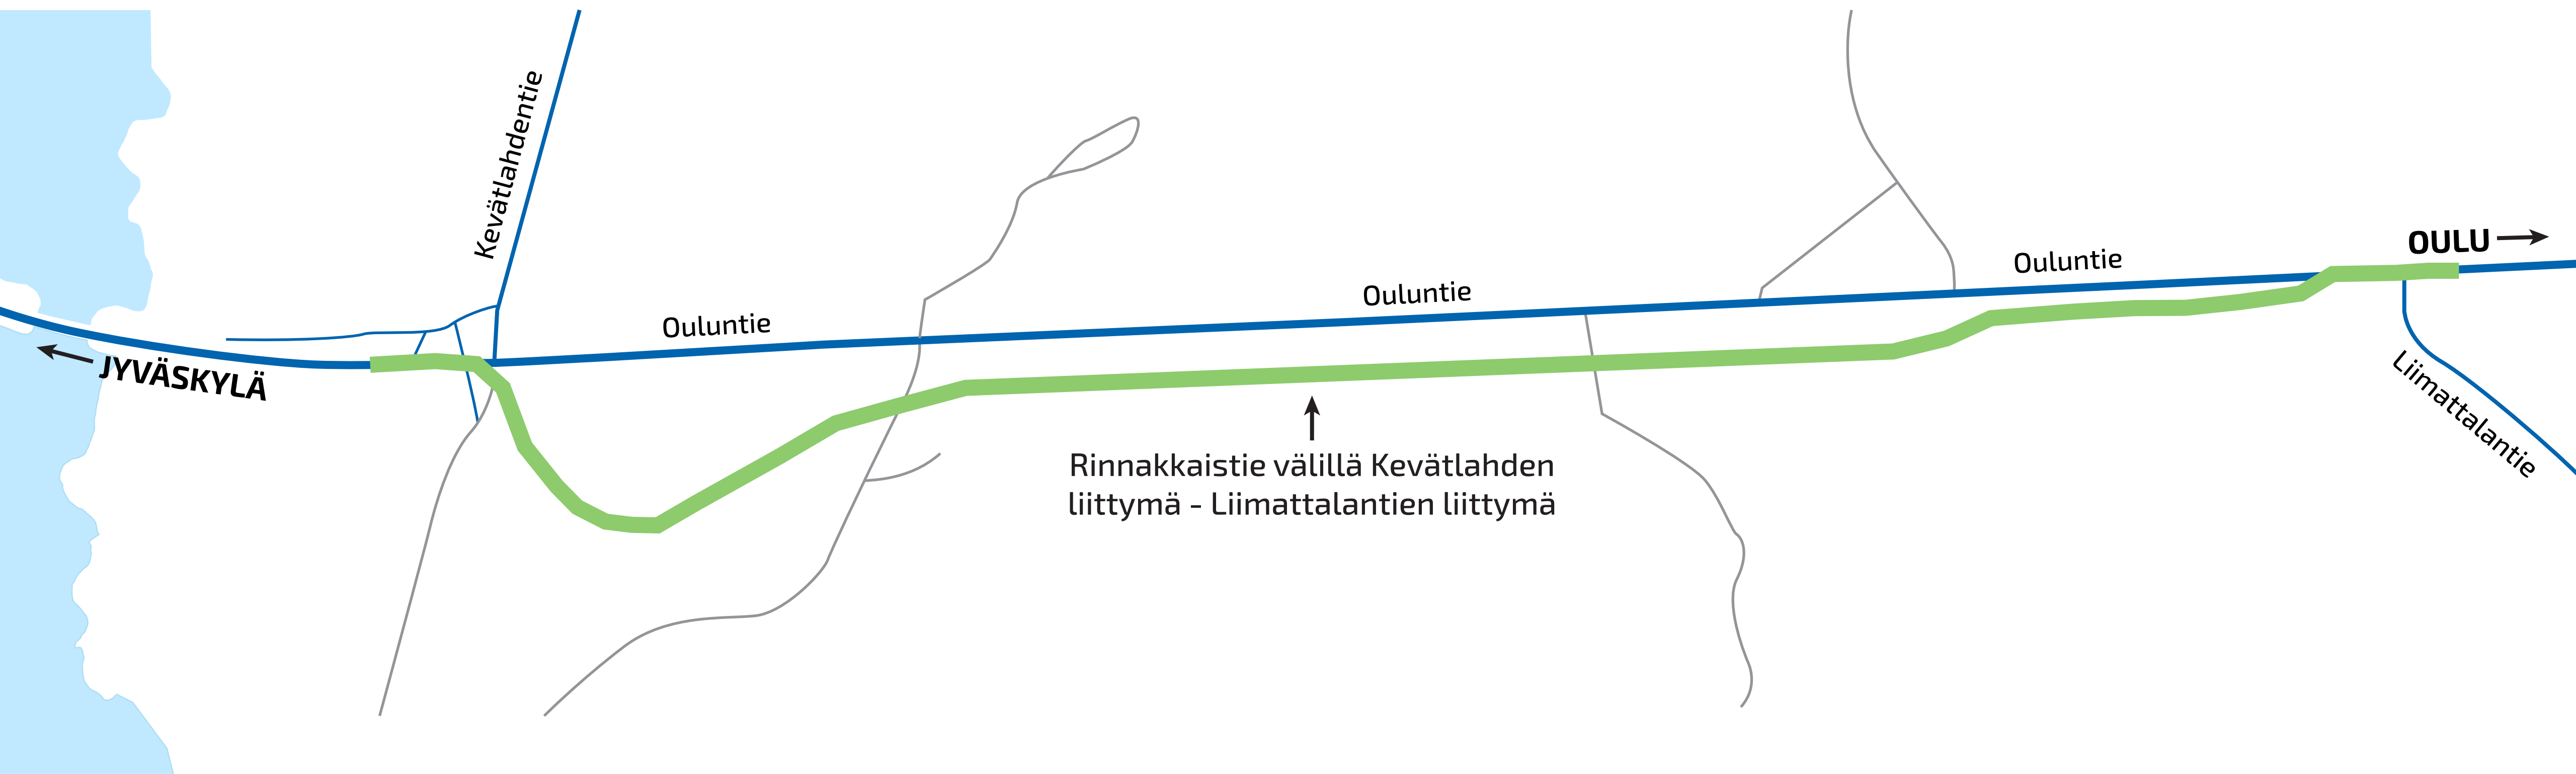 Kevätlahdentie
JYVÄSKYLÄ
Ouluntie
Ouluntie
Ouluntie
OULU
Liimattalantie
Rinnakkaistie välillä Kevätlahden
liittymä - Liimattalantien liittymä